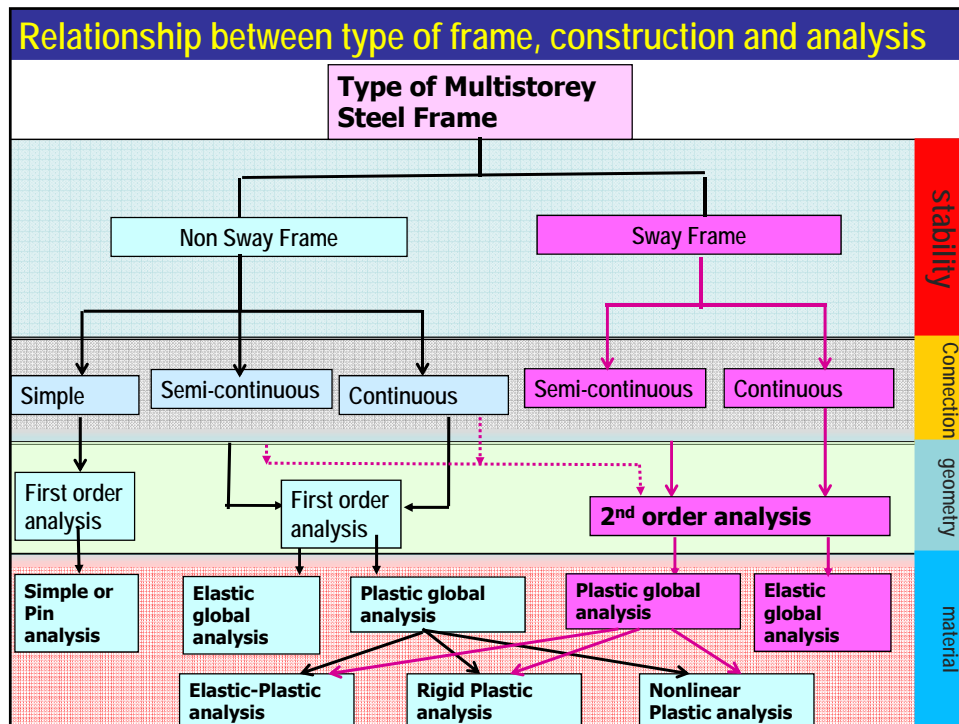 Relationship between type of frame, construction and analysis
Type of Multistorey
Steel Frame
stability
Non Sway Frame
Sway Frame
Connection
Simple
Semi-continuous
Continuous
Semi-continuous
Continuous
geometry
First order
analysis
First order
analysis
2nd order analysis
material
Simple or
Pin
analysis
Elastic
global
analysis
Plastic global
analysis
Plastic global
analysis
Elastic
global
analysis
Elastic-Plastic
analysis
Rigid Plastic
analysis
Nonlinear
Plastic analysis